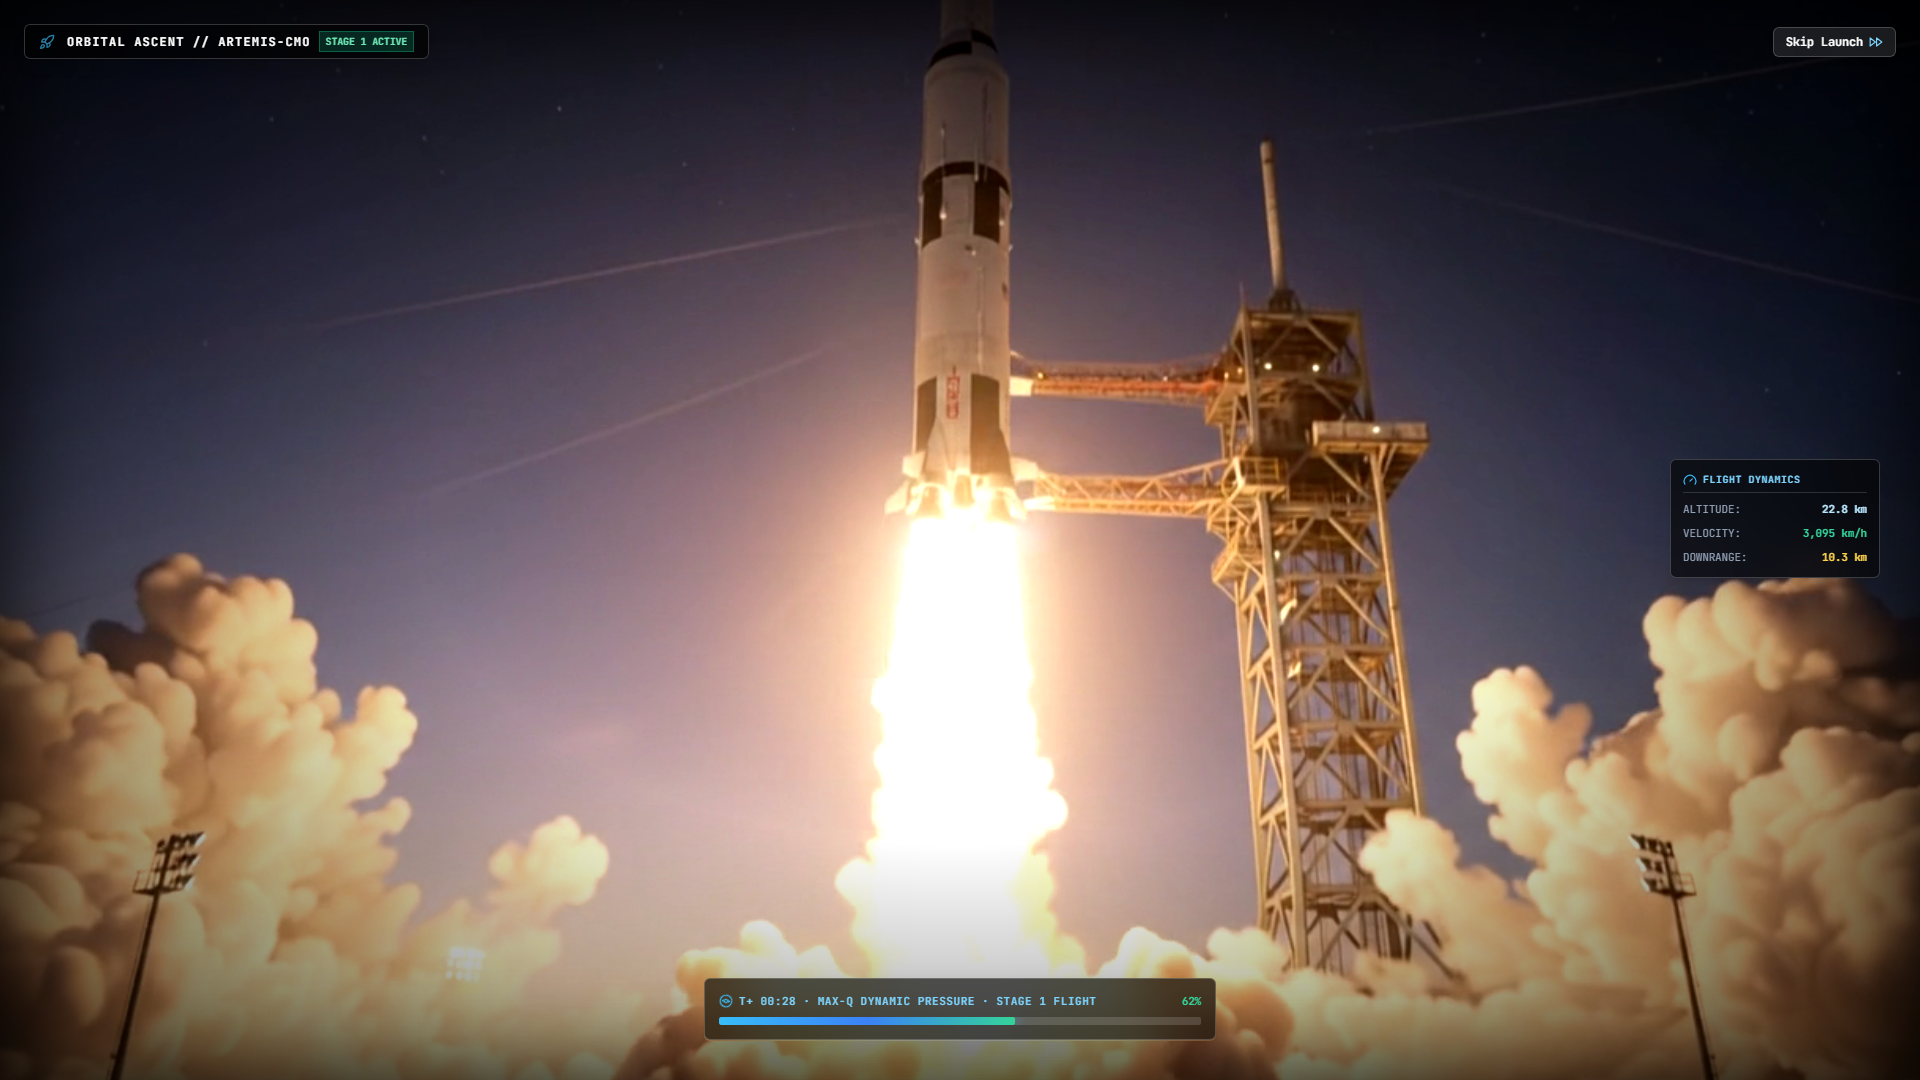 ORBITAL ASCENT // ARTEMIS-CMO STAGE 1 ACTIVE
Skip Launch
FLIGHT DYNAMICS
ALTITUDE: 22.8 km
VELOCITY: 3,095 km/h
DOWNRANGE: 10.3 km
T+ 00:28 · MAX-Q DYNAMIC PRESSURE · STAGE 1 FLIGHT 62%